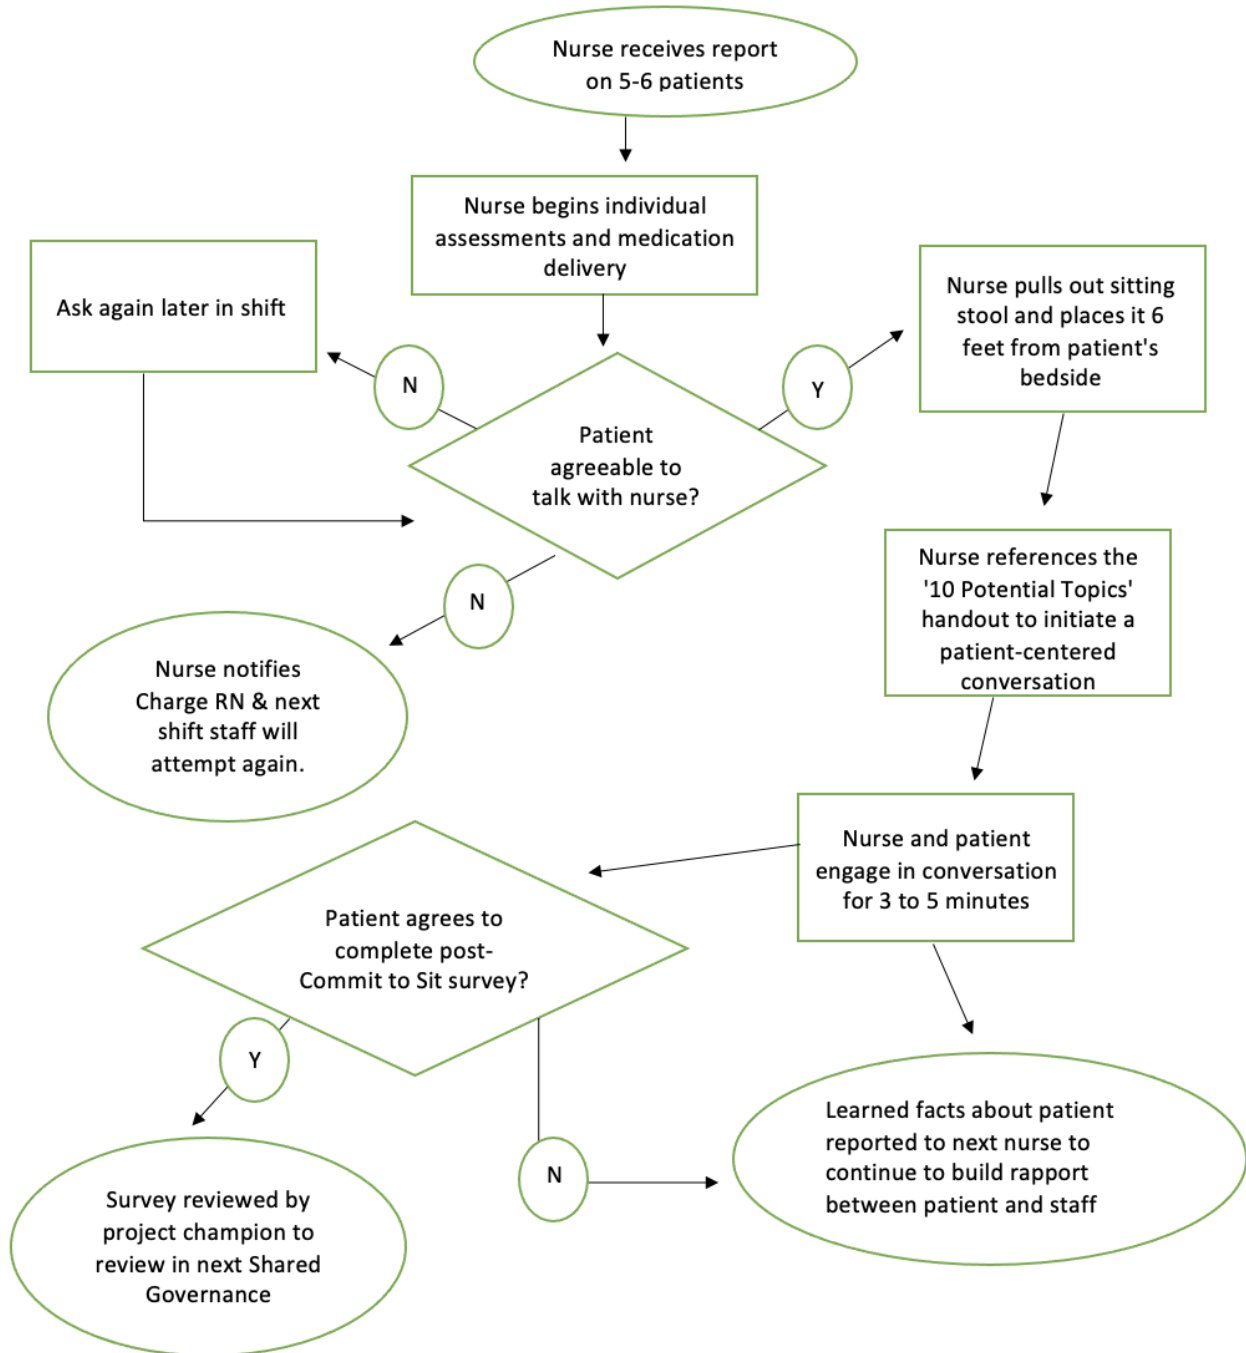 Nurse receives report
on 5-6 patients
Nurse begins individual
assessments and medication
delivery
Ask again later in shift
N
Y
Nurse pulls out sitting
stool and places it 6
feet from patient's
bedside
Patient
agreeable to
talk with nurse?
N
Nurse references the
'10 Potential Topics'
handout to initiate a
patient-centered
conversation
Nurse notifies
Charge RN & next
shift staff will
attempt again.
Nurse and patient
engage in conversation
for 3 to 5 minutes
Patient agrees to
complete post-
Commit to Sit survey?
Y
N
Learned facts about patient
reported to next nurse to
continue to build rapport
between patient and staff
Survey reviewed by
project champion to
review in next Shared
Governance